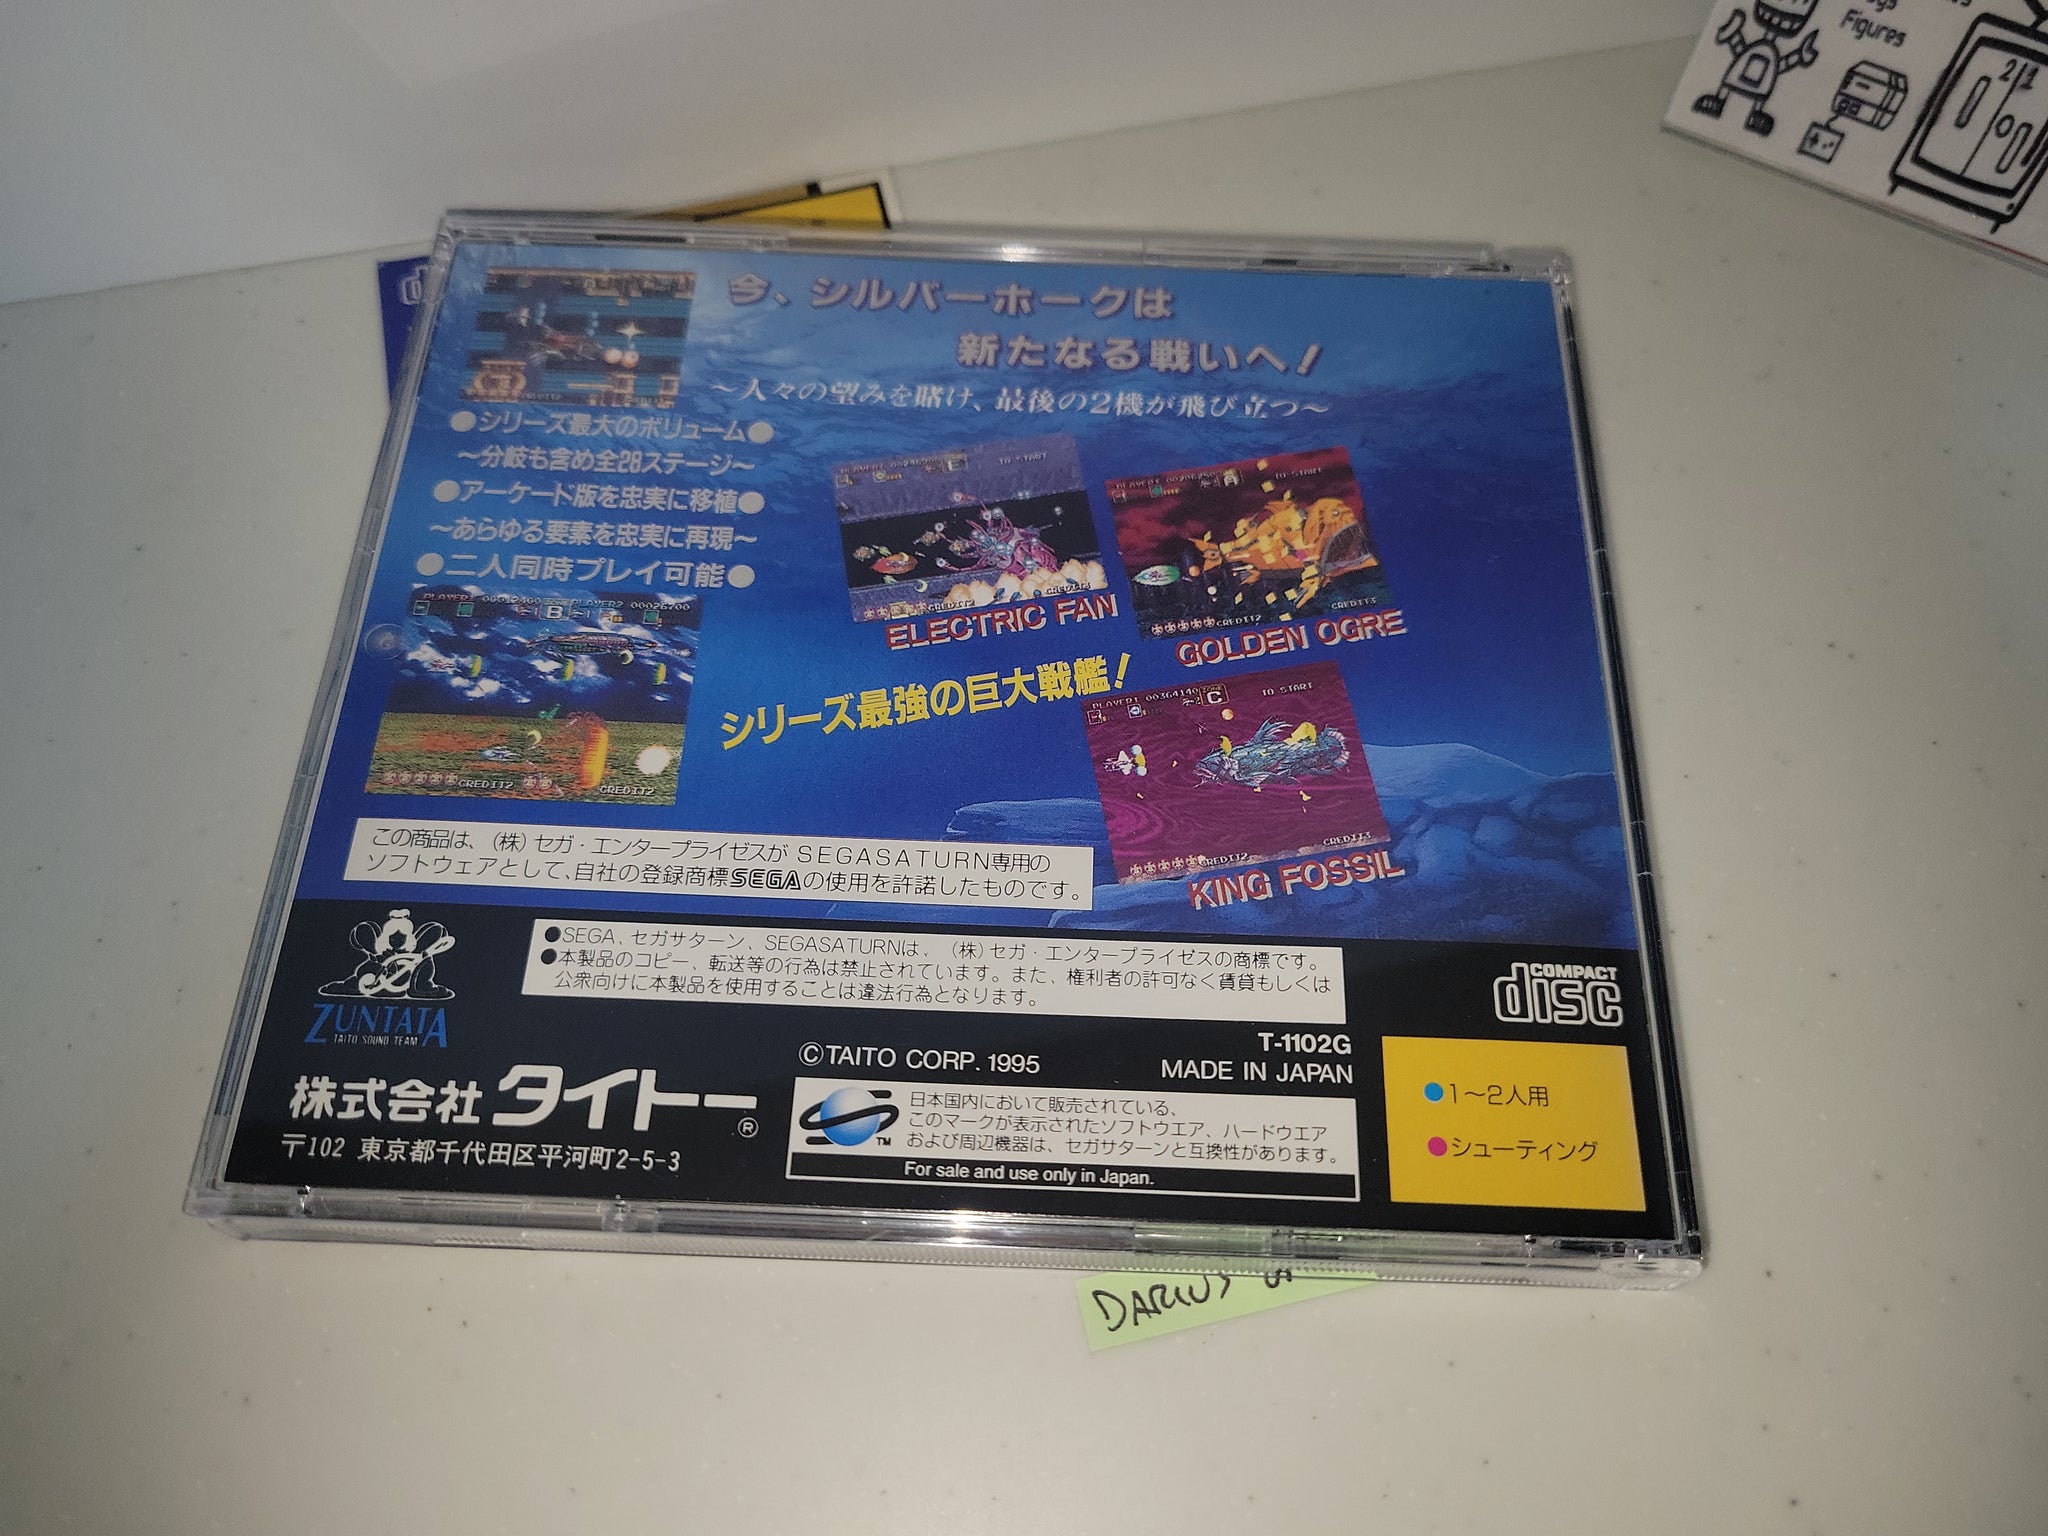 Figures
今、シルバーホークは
新たなる戦いへ!
〜人々の望みを賭け、最後の2機が飛び立つ〜
●シリーズ最大のボリューム●
〜分岐も含め全28ステージ〜
●アーケード版を忠実に移植●
〜あらゆる要素を忠実に再現〜
●二人同時プレイ可能●
TO START
CREDIT2
ELECTRIC FAN
TO START
CREDIT2 CREDIT3
GOLDEN OGRE
シリーズ最強の巨大戦艦!
PLAYER1 00364140 ZONE C TO START
CREDIT2 CREDIT3
KING FOSSIL
B PLAYER2 00026700
CREDIT2 CREDIT2
この商品は、(株)セガ・エンタープライゼスがSEGASATURN専用の
ソフトウェアとして、自社の登録商標SEGAの使用を許諾したものです。
●SEGA、セガサターン、SEGASATURNは、(株)セガ・エンタープライゼスの商標です。
●本製品のコピー、転送等の行為は禁止されています。また、権利者の許可なく賃貸もしくは
公衆向けに本製品を使用することは違法行為となります。
ZUNTATA
TAITO SOUND TEAM
COMPACT
disc
©TAITO CORP. 1995
T-1102G
MADE IN JAPAN
株式会社タイトー®
〒102 東京都千代田区平河町2-5-3
日本国内において販売されている、
このマークが表示されたソフトウエア、ハードウエア
および周辺機器は、セガサターンと互換性があります。
TM
For sale and use only in Japan.
●1〜2人用
●シューティング
DARIUS